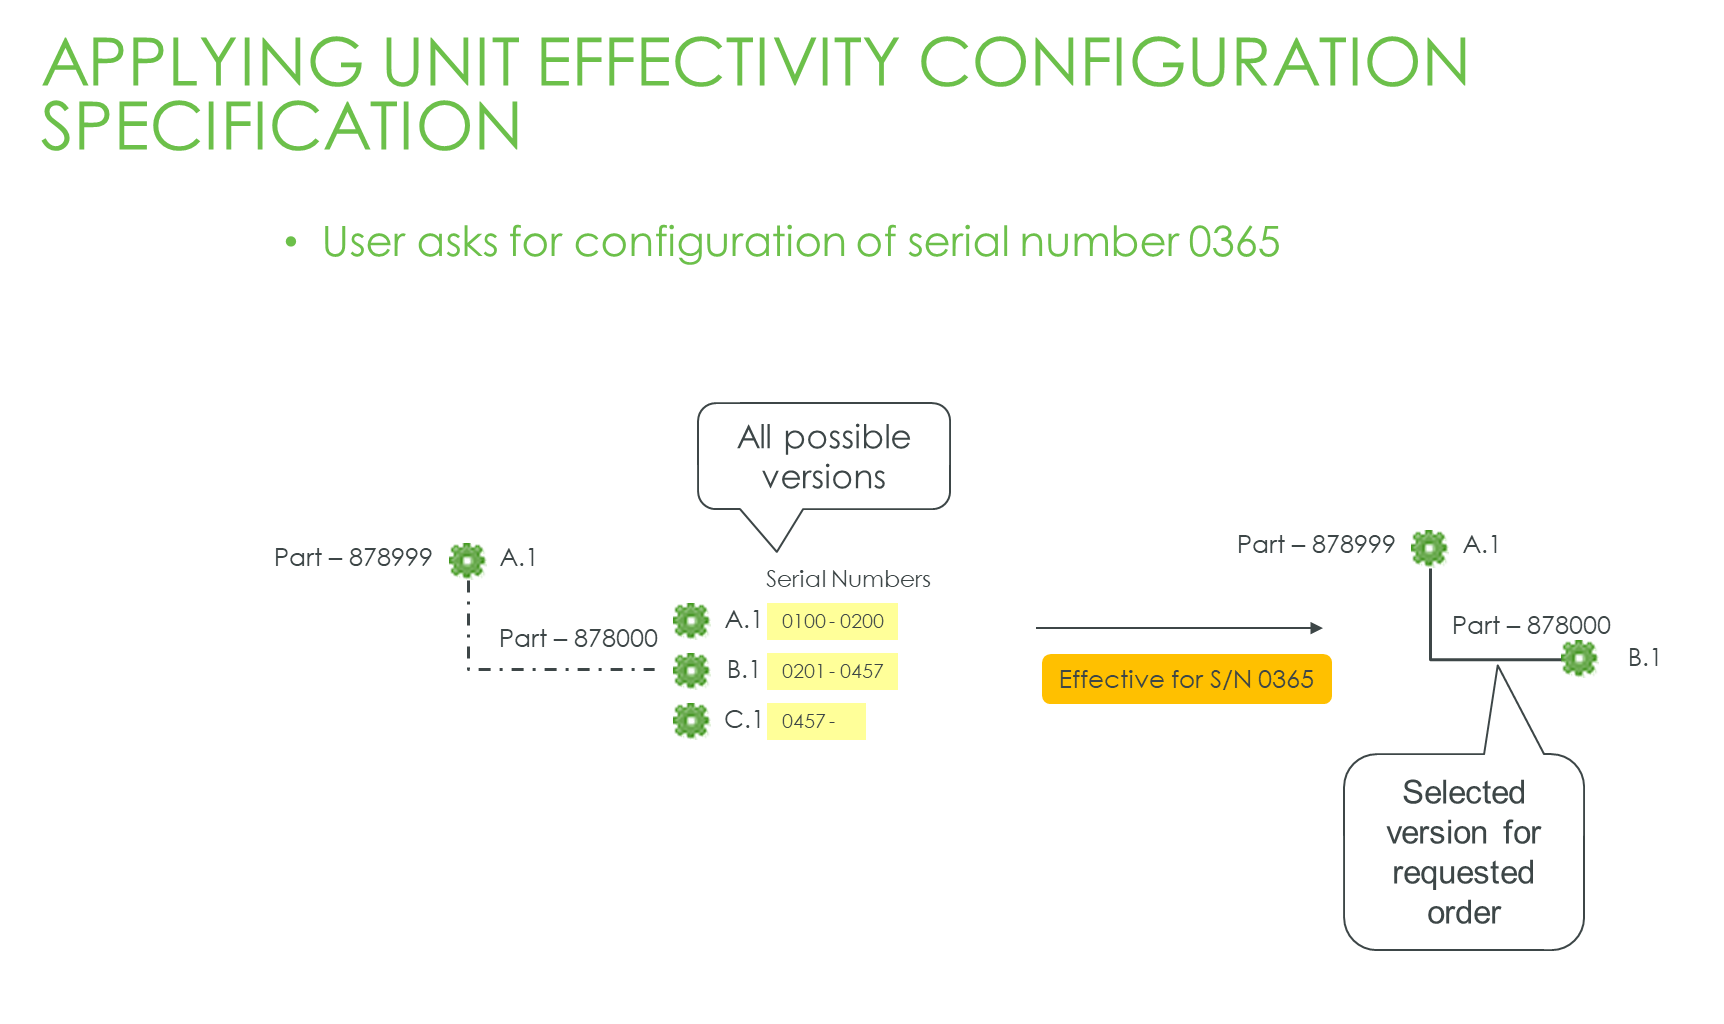 APPLYING UNIT EFFECTIVITY CONFIGURATION
SPECIFICATION
• User asks for configuration of serial number 0365
All possible
versions
Part – 878999
A.1
Serial Numbers
Part – 878000
A.1
0100 - 0200
B.1
0201 - 0457
C.1
0457 -
Effective for S/N 0365
Part – 878999
A.1
Part – 878000
B.1
Selected
version for
requested
order